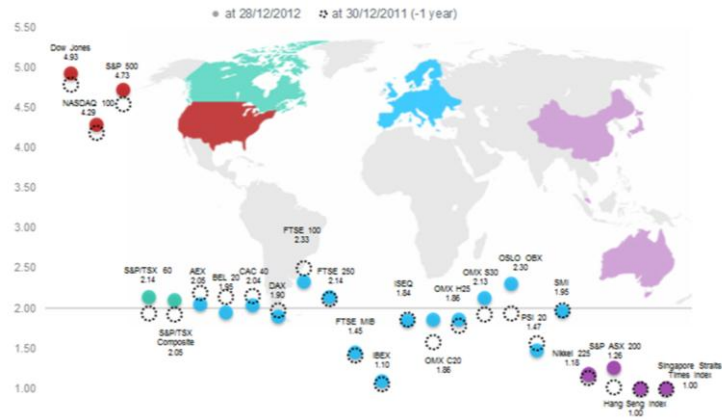 at 28/12/2012 at 30/12/2011 (-1 year)
5.50
5.00
4.50
4.00
3.50
3.00
2.50
2.00
1.50
1.00
Dow Jones
4.93
S&P 500
4.73
NASDAQ 100
4.29
S&P/TSX 60
2.14
S&P/TSX
Composite
2.05
AEX
2.05
BEL 20
1.95
CAC 40
2.04
DAX
1.90
FTSE 100
2.33
FTSE 250
2.14
FTSE MIB
1.45
IBEX
1.10
ISEQ
1.84
OMX C20
1.86
OMX H25
1.86
OMX S30
2.13
OSLO OBX
2.30
PSI 20
1.47
SMI
1.95
Nikkei 225
1.18
S&P ASX 200
1.26
Hang Seng Index
1.00
Singapore Straits
Times Index
1.00